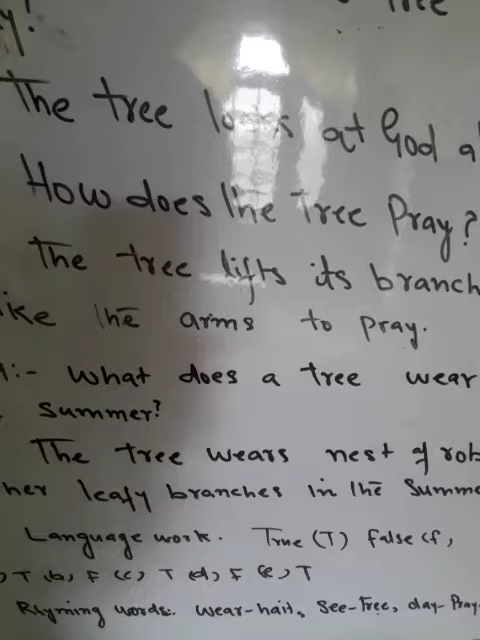 y!
The tree looks at God a
How does the tree Pray?
The tree lifts its branch
ike the arms to pray.
:- What does a tree wear
Summer?
The tree wears nest of rob
her leafy branches in the Summe
Language work. True (T) false (f)
, T (b) F (c) T (d) F (e) T
Rhyming words:. wear-hair, See-Tree, day-Pray.